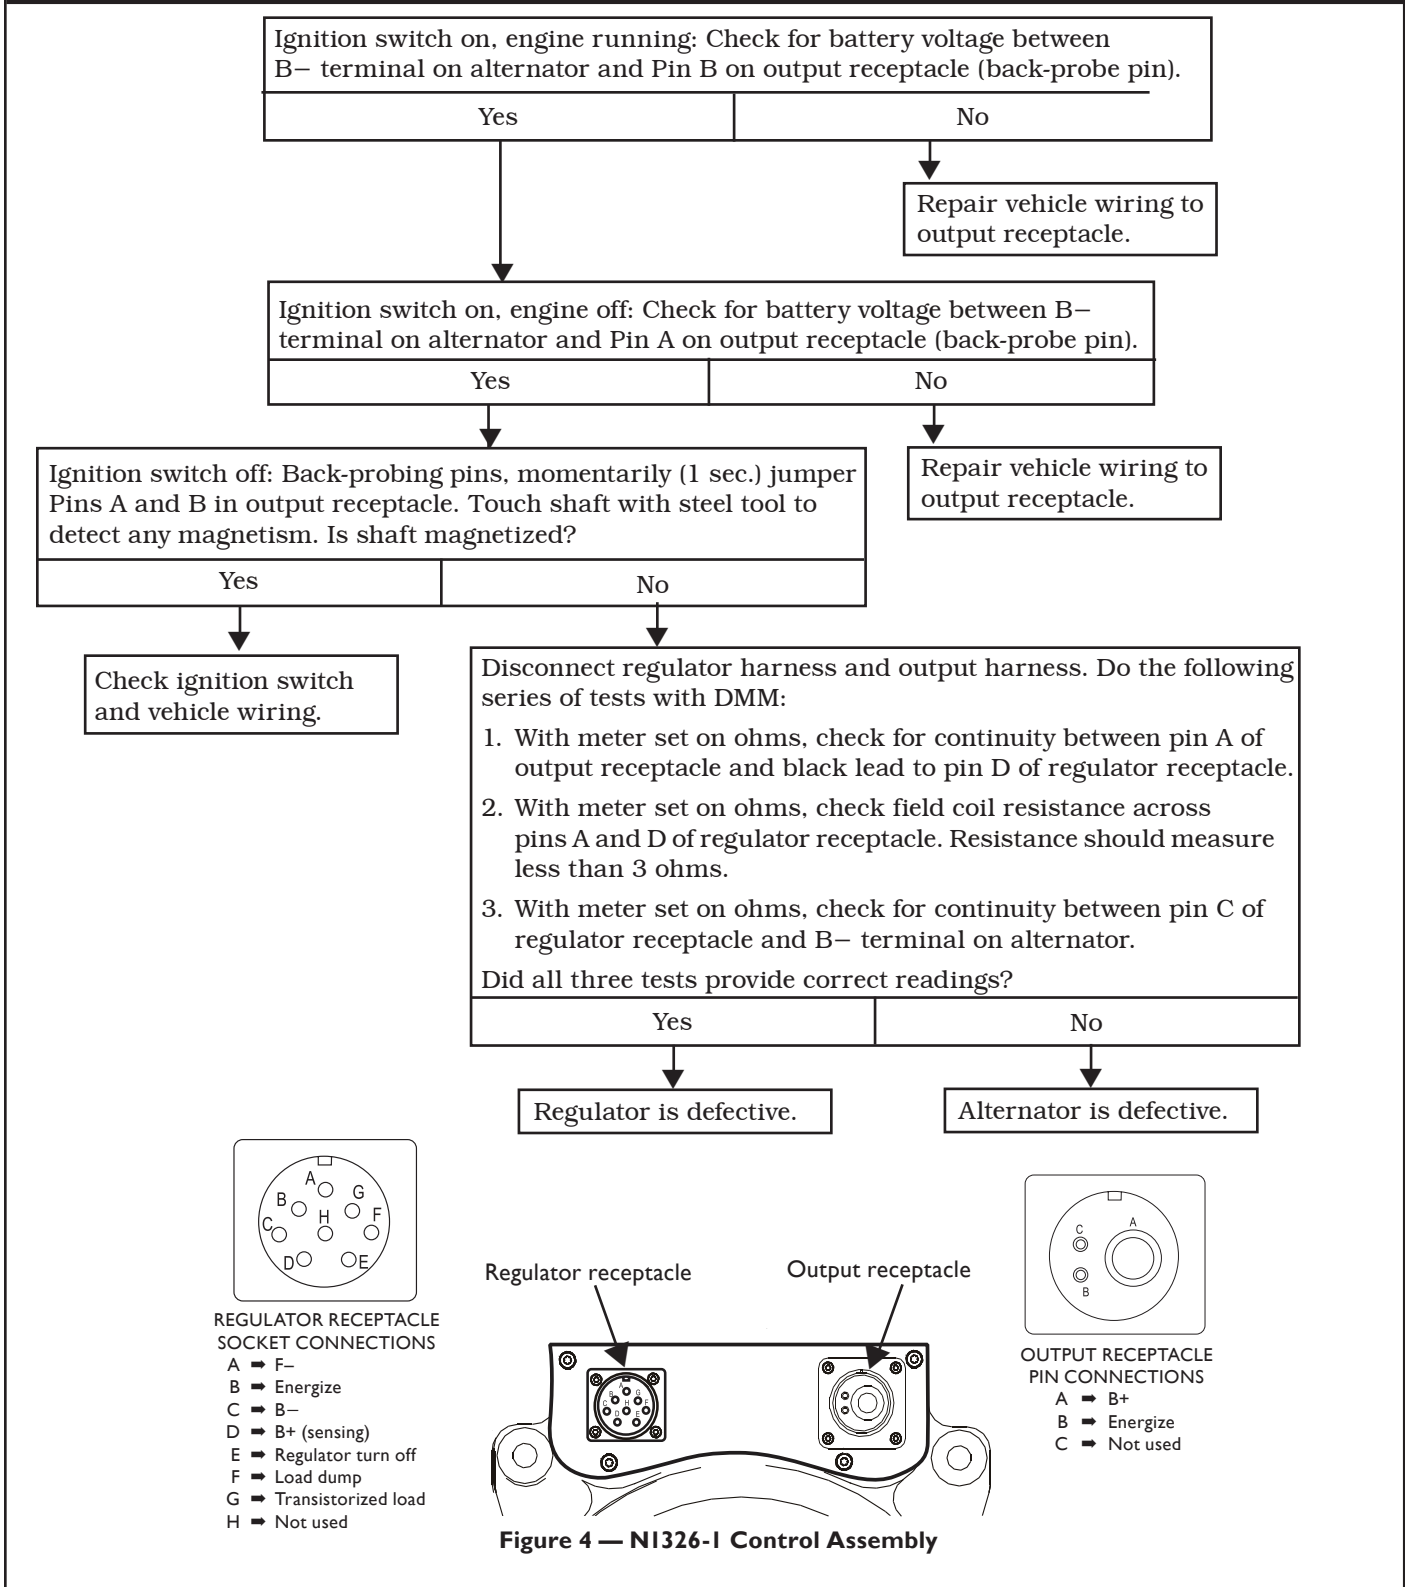 Ignition switch on, engine running: Check for battery voltage between
B– terminal on alternator and Pin B on output receptacle (back-probe pin).
Yes
No
Repair vehicle wiring to
output receptacle.
Ignition switch on, engine off: Check for battery voltage between B–
terminal on alternator and Pin A on output receptacle (back-probe pin).
Yes
No
Repair vehicle wiring to
output receptacle.
Ignition switch off: Back-probing pins, momentarily (1 sec.) jumper
Pins A and B in output receptacle. Touch shaft with steel tool to
detect any magnetism. Is shaft magnetized?
Yes
No
Check ignition switch
and vehicle wiring.
Disconnect regulator harness and output harness. Do the following
series of tests with DMM:
1. With meter set on ohms, check for continuity between pin A of
output receptacle and black lead to pin D of regulator receptacle.
2. With meter set on ohms, check field coil resistance across
pins A and D of regulator receptacle. Resistance should measure
less than 3 ohms.
3. With meter set on ohms, check for continuity between pin C of
regulator receptacle and B– terminal on alternator.
Did all three tests provide correct readings?
Yes
No
Regulator is defective.
Alternator is defective.
A
B
G
C
H
F
D
E
REGULATOR RECEPTACLE
SOCKET CONNECTIONS
A ➡ F–
B ➡ Energize
C ➡ B–
D ➡ B+ (sensing)
E ➡ Regulator turn off
F ➡ Load dump
G ➡ Transistorized load
H ➡ Not used
Regulator receptacle
Output receptacle
A
B
G
C
H
F
D
E
C
A
B
OUTPUT RECEPTACLE
PIN CONNECTIONS
A ➡ B+
B ➡ Energize
C ➡ Not used
Figure 4 — N1326-1 Control Assembly